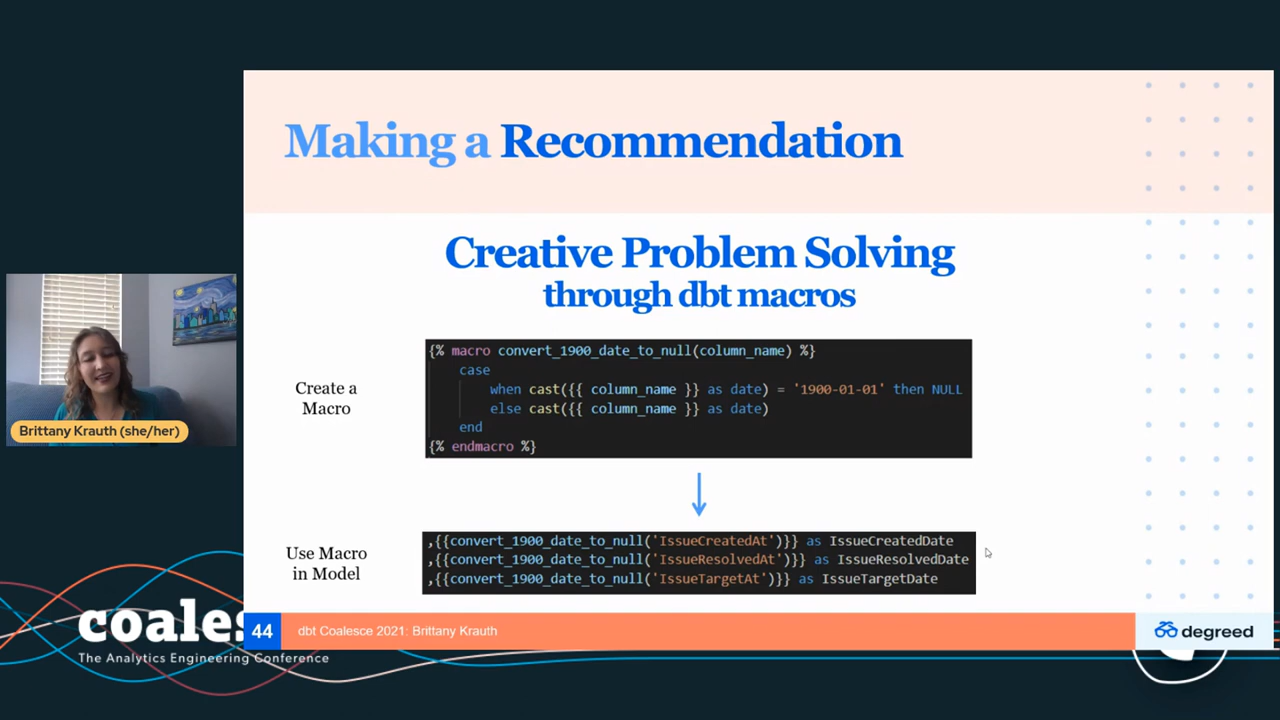 Making a Recommendation
Creative Problem Solving
through dbt macros
Create a
Macro
{% macro convert_1900_date_to_null(column_name) %}
case
when cast({{ column_name }} as date) = '1900-01-01' then NULL
else cast({{ column_name }} as date)
end
{% endmacro %}
Use Macro
in Model
,{{convert_1900_date_to_null('IssueCreatedAt')}} as IssueCreatedDate
,{{convert_1900_date_to_null('IssueResolvedAt')}} as IssueResolvedDate
,{{convert_1900_date_to_null('IssueTargetAt')}} as IssueTargetDate
44 dbt Coalesce 2021: Brittany Krauth
degreed
Brittany Krauth (she/her)
coales
The Analytics Engineering Conference